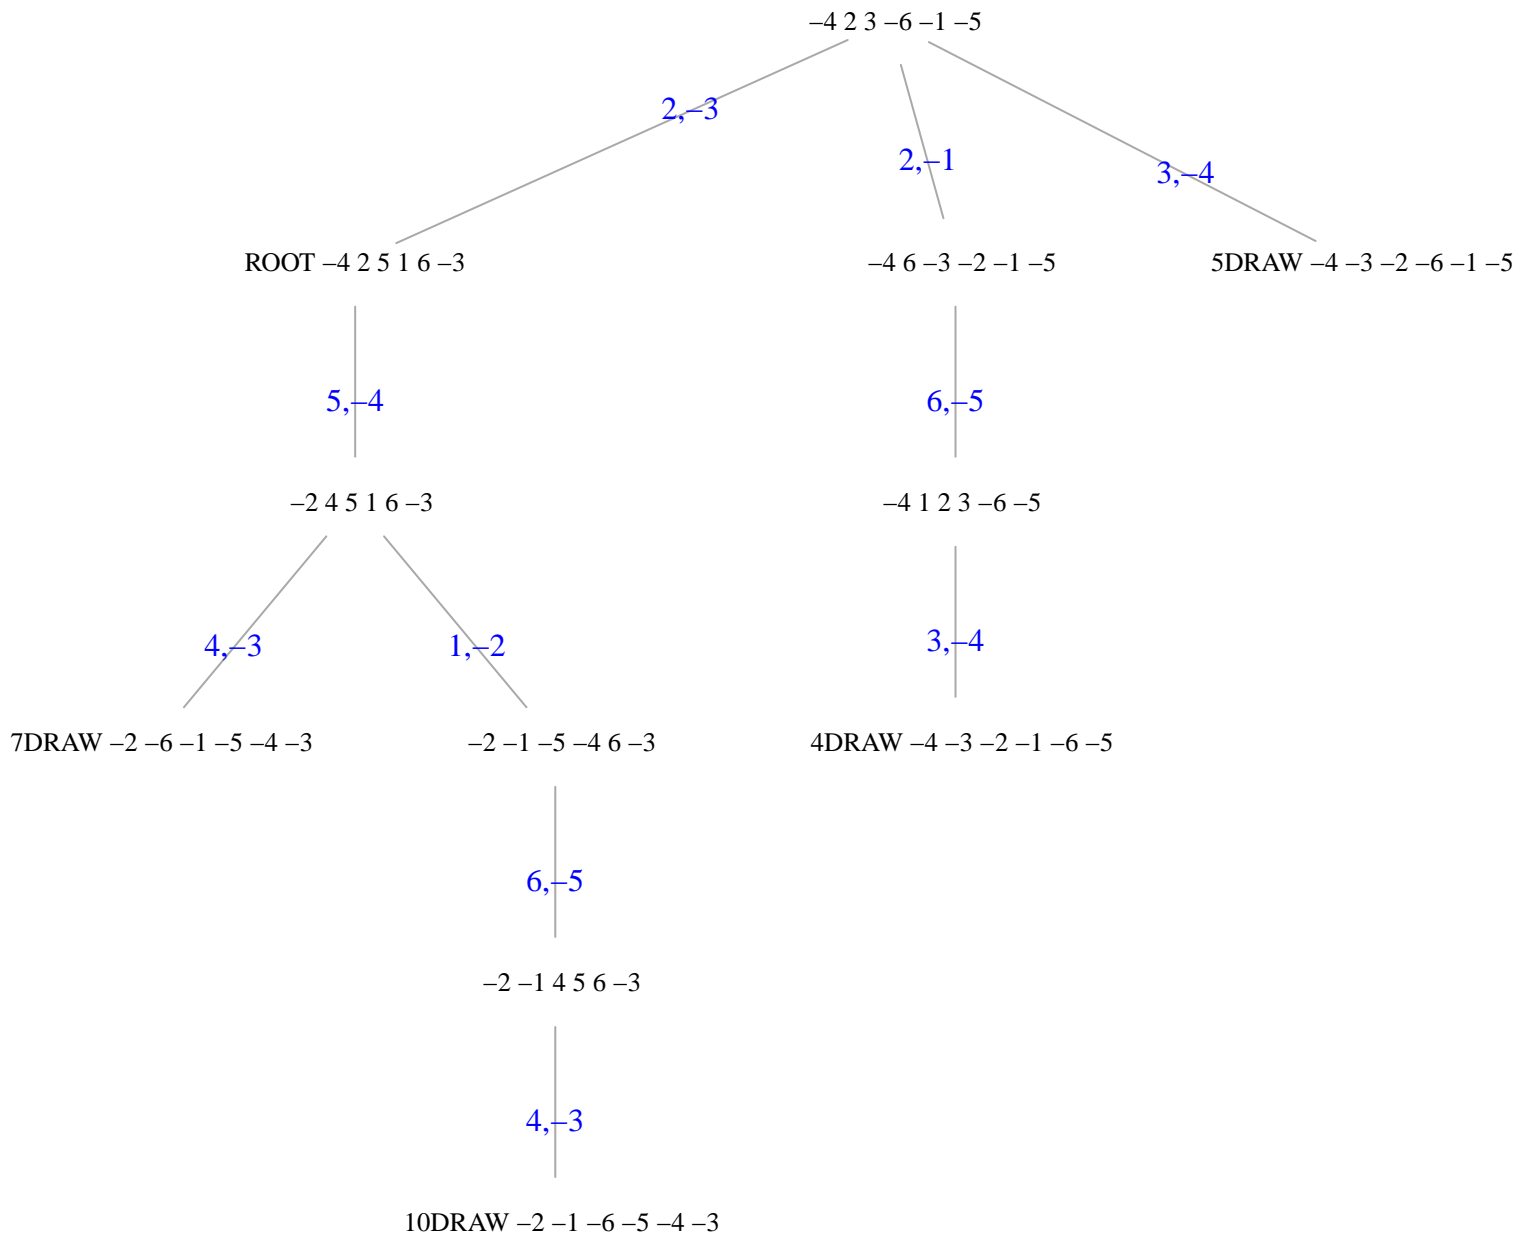 –4 2 3 –6 –1 –5
2,–3
2,–1
3,–4
ROOT –4 2 5 1 6 –3
–4 6 –3 –2 –1 –5
5DRAW –4 –3 –2 –6 –1 –5
5,–4
6,–5
–2 4 5 1 6 –3
–4 1 2 3 –6 –5
4,–3
1,–2
3,–4
7DRAW –2 –6 –1 –5 –4 –3
–2 –1 –5 –4 6 –3
4DRAW –4 –3 –2 –1 –6 –5
6,–5
–2 –1 4 5 6 –3
4,–3
10DRAW –2 –1 –6 –5 –4 –3